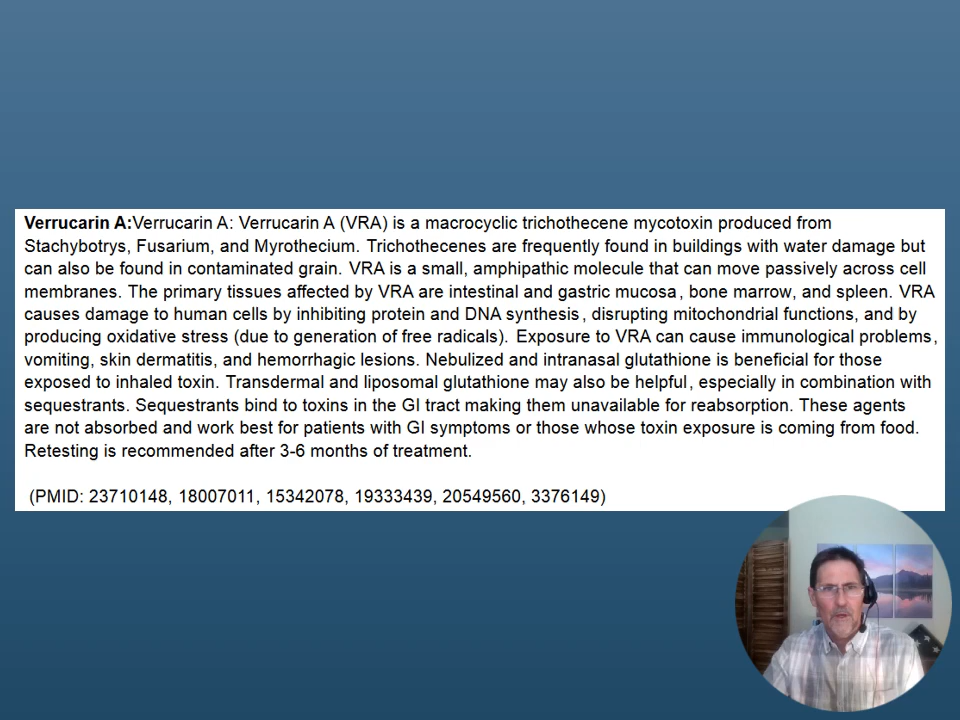 Verrucarin A:Verrucarin A: Verrucarin A (VRA) is a macrocyclic trichothecene mycotoxin produced from
Stachybotrys, Fusarium, and Myrothecium. Trichothecenes are frequently found in buildings with water damage but
can also be found in contaminated grain. VRA is a small, amphipathic molecule that can move passively across cell
membranes. The primary tissues affected by VRA are intestinal and gastric mucosa, bone marrow, and spleen. VRA
causes damage to human cells by inhibiting protein and DNA synthesis, disrupting mitochondrial functions, and by
producing oxidative stress (due to generation of free radicals). Exposure to VRA can cause immunological problems,
vomiting, skin dermatitis, and hemorrhagic lesions. Nebulized and intranasal glutathione is beneficial for those
exposed to inhaled toxin. Transdermal and liposomal glutathione may also be helpful, especially in combination with
sequestrants. Sequestrants bind to toxins in the GI tract making them unavailable for reabsorption. These agents
are not absorbed and work best for patients with GI symptoms or those whose toxin exposure is coming from food.
Retesting is recommended after 3-6 months of treatment.
(PMID: 23710148, 18007011, 15342078, 19333439, 20549560, 3376149)